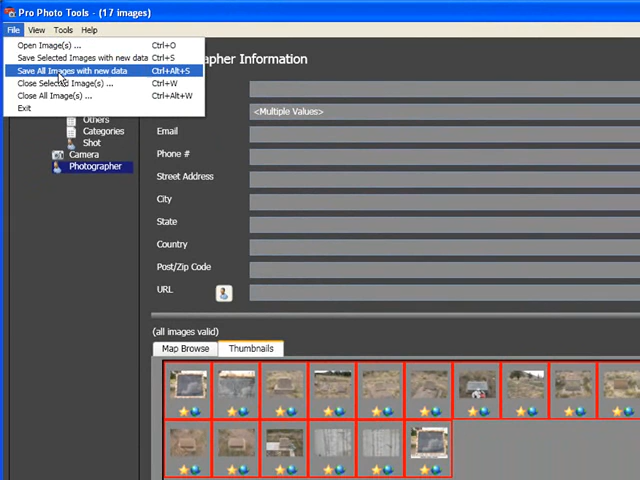 Pro Photo Tools - (17 images)
File View Tools Help
Open Image(s) ... Ctrl+O
Save Selected Images with new data Ctrl+S
Save All Images with new data Ctrl+Alt+S
Close Selected Image(s) ... Ctrl+W
Close All Image(s) ... Ctrl+Alt+W
Exit
apher Information
<Multiple Values>
Others
Categories
Shot
Camera
Photographer
Email
Phone #
Street Address
City
State
Country
Post/Zip Code
URL
(all images valid)
Map Browse Thumbnails